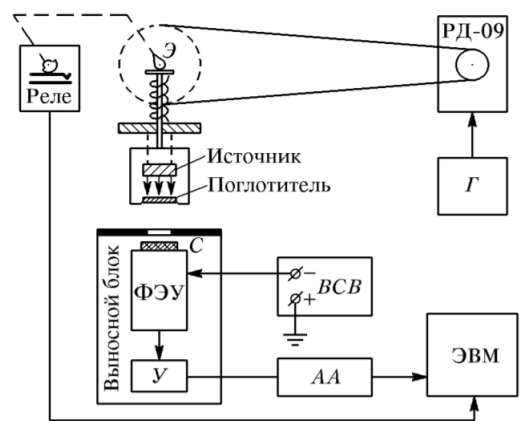 Э
РД-09
Реле
Источник
Поглотитель
Г
Выносной блок
С
ФЭУ
−
+
ВСВ
У
АА
ЭВМ